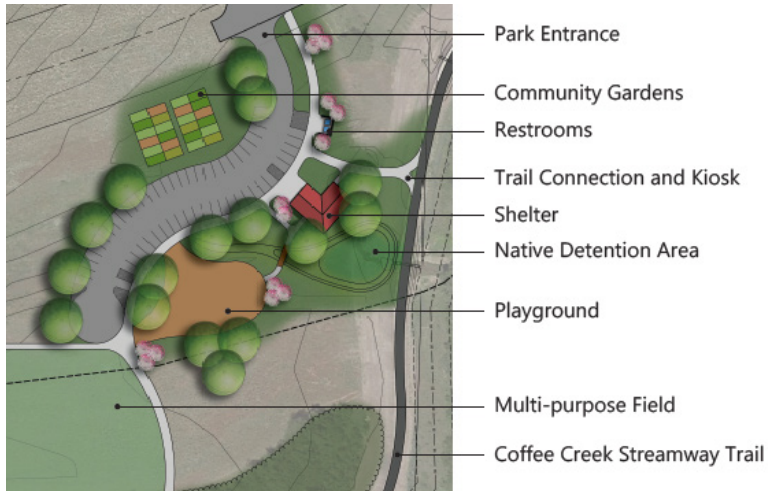 Park Entrance
Community Gardens
Restrooms
Trail Connection and Kiosk
Shelter
Native Detention Area
Playground
Multi-purpose Field
Coffee Creek Streamway Trail